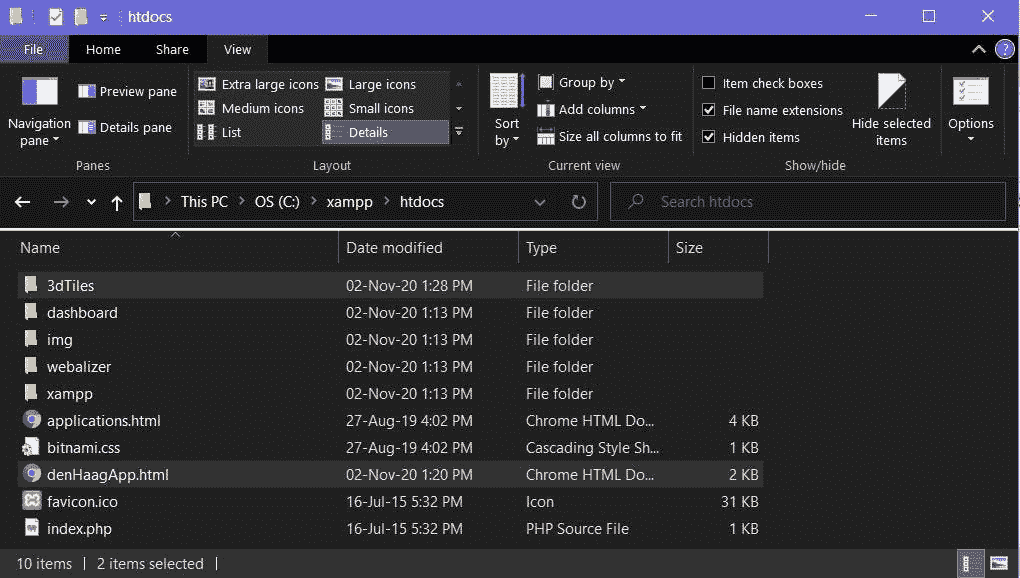 htdocs
File Home Share View
Navigation pane
Preview pane
Details pane
Panes
Extra large icons Large icons
Medium icons Small icons
List Details
Layout
Sort by
Group by
Add columns
Size all columns to fit
Current view
Item check boxes
File name extensions
Hidden items
Hide selected items
Show/hide
Options
This PC > OS (C:) > xampp > htdocs
Search htdocs
Name Date modified Type Size
3dTiles 02-Nov-20 1:28 PM File folder
dashboard 02-Nov-20 1:13 PM File folder
img 02-Nov-20 1:13 PM File folder
webalizer 02-Nov-20 1:13 PM File folder
xampp 02-Nov-20 1:13 PM File folder
applications.html 27-Aug-19 4:02 PM Chrome HTML Do... 4 KB
bitnami.css 27-Aug-19 4:02 PM Cascading Style Sh... 1 KB
denHaagApp.html 02-Nov-20 1:20 PM Chrome HTML Do... 2 KB
favicon.ico 16-Jul-15 5:32 PM Icon 31 KB
index.php 16-Jul-15 5:32 PM PHP Source File 1 KB
10 items | 2 items selected |